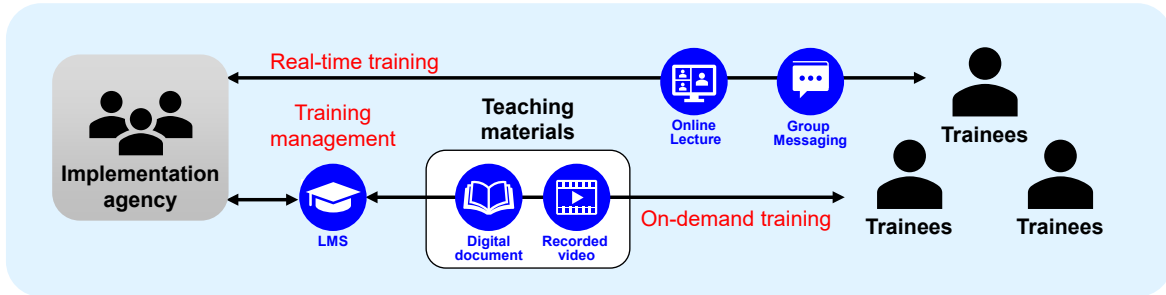 Real-time training
Training
management
Teaching
materials
Online
Lecture
Group
Messaging
Trainees
Implementation
agency
LMS
Digital
document
Recorded
video
On-demand training
Trainees
Trainees